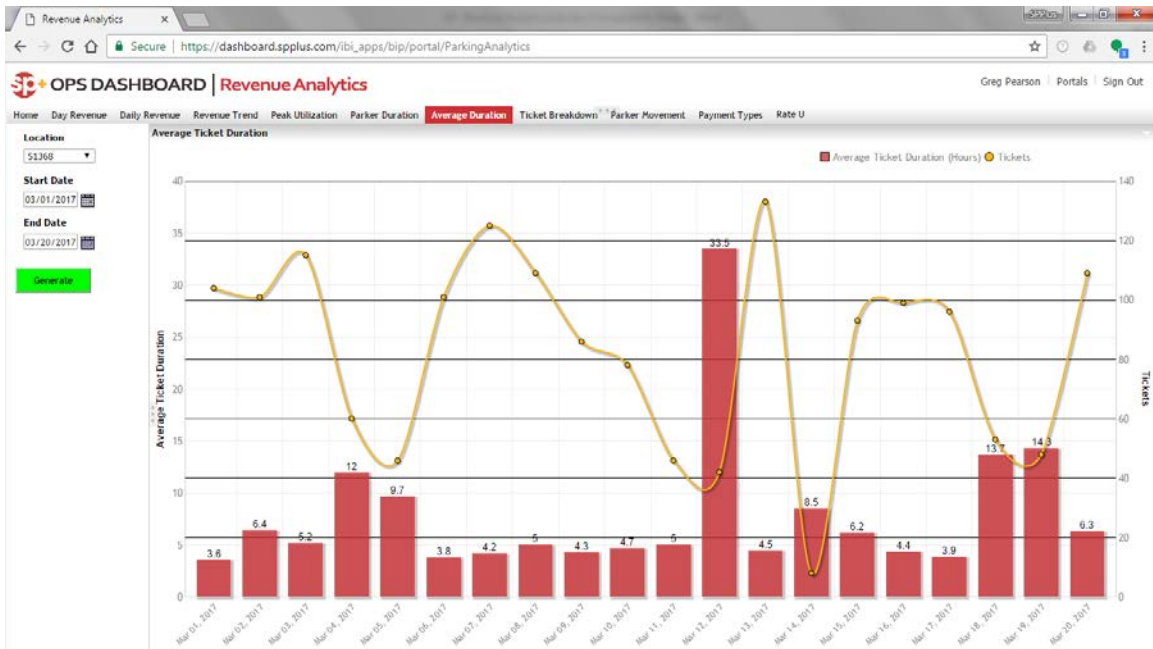 Revenue Analytics
SPPlus
Secure | https://dashboard.spplus.com/ibi_apps/bip/portal/ParkingAnalytics
sp+ OPS DASHBOARD | Revenue Analytics
Greg Pearson Portals Sign Out
Home Day Revenue Daily Revenue Revenue Trend Peak Utilization Parker Duration Average Duration Ticket Breakdown Parker Movement Payment Types Rate U
Location
51368
Start Date
03/01/2017
End Date
03/20/2017
Generate
Average Ticket Duration
Average Ticket Duration (Hours) Tickets
40 140
35
120
30
100
25
80
20
60
15
40
10
20
5
0 0
Average Ticket Duration
Tickets
3.6 6.4 5.2 12 9.7 3.8 4.2 5 4.3 4.7 5 33.5 4.5 8.5 6.2 4.4 3.9 13.7 14.3 6.3
Mar 01, 2017 Mar 02, 2017 Mar 03, 2017 Mar 04, 2017 Mar 05, 2017 Mar 06, 2017 Mar 07, 2017 Mar 08, 2017 Mar 09, 2017 Mar 10, 2017 Mar 11, 2017 Mar 12, 2017 Mar 13, 2017 Mar 14, 2017 Mar 15, 2017 Mar 16, 2017 Mar 17, 2017 Mar 18, 2017 Mar 19, 2017 Mar 20, 2017